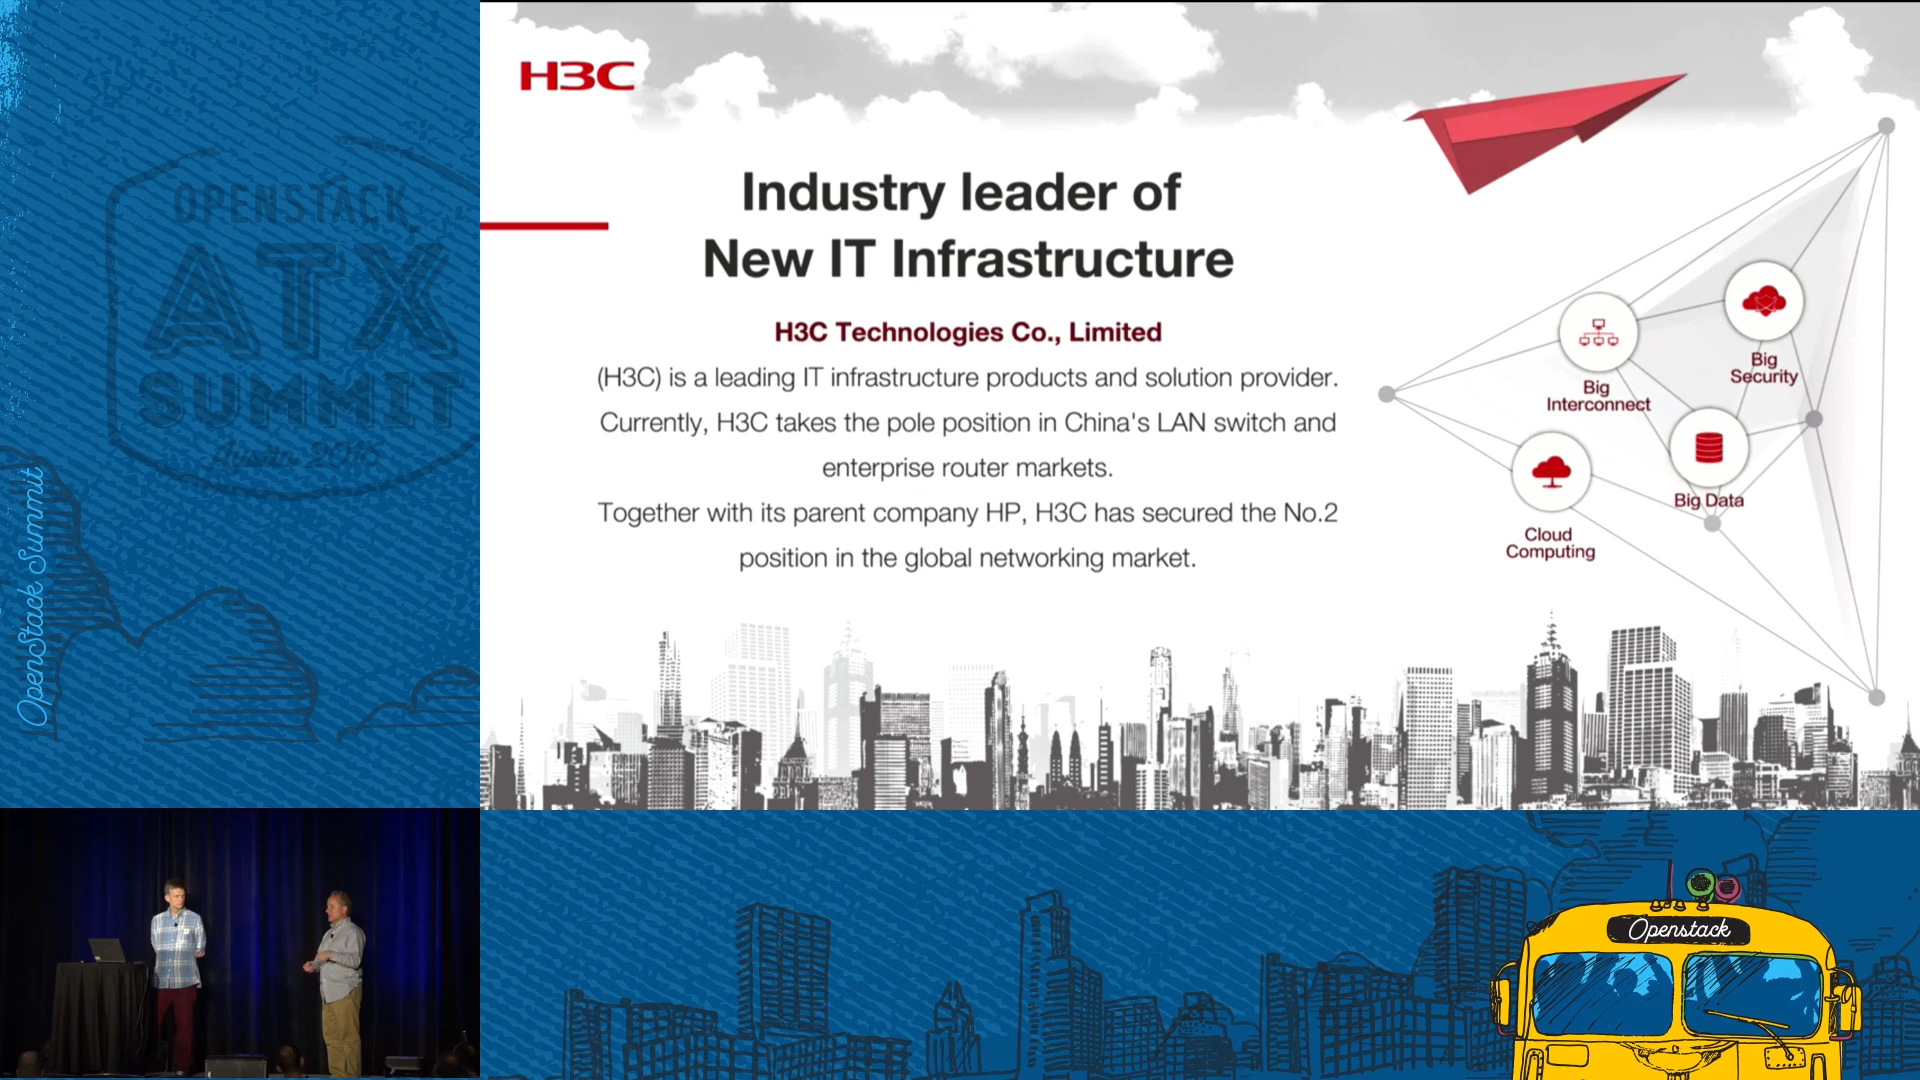 OPENSTACK
ATX
SUMMIT
Austin 2016
OpenStack Summit
H3C
Industry leader of
New IT Infrastructure
H3C Technologies Co., Limited
(H3C) is a leading IT infrastructure products and solution provider.
Currently, H3C takes the pole position in China's LAN switch and
enterprise router markets.
Together with its parent company HP, H3C has secured the No.2
position in the global networking market.
Big
Interconnect
Big
Security
Big Data
Cloud
Computing
Openstack